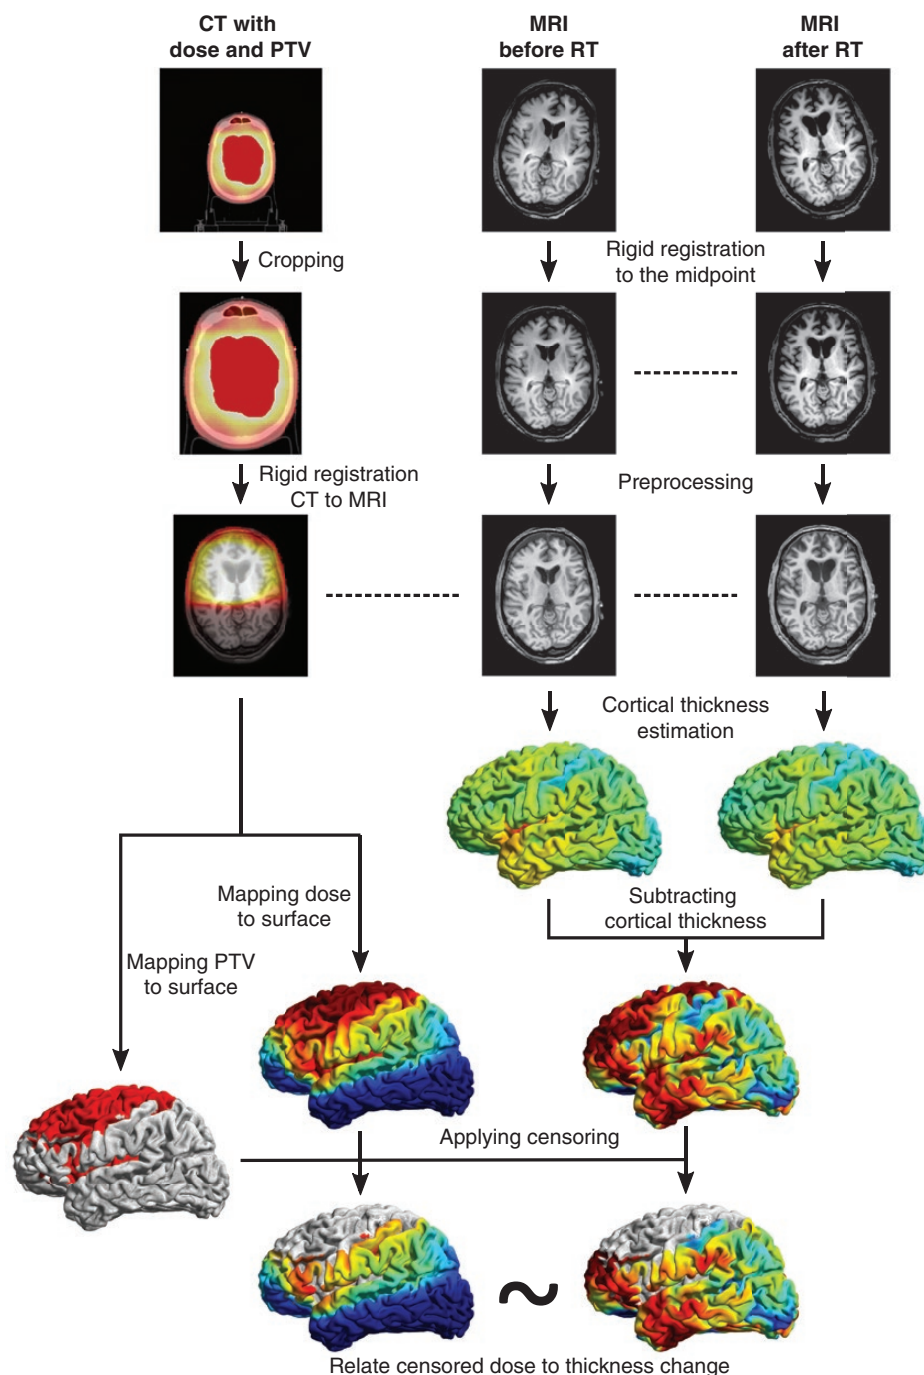 CT with
dose and PTV
MRI
before RT
MRI
after RT
Cropping
Rigid registration
to the midpoint
Rigid registration
CT to MRI
Preprocessing
Cortical thickness
estimation
Mapping dose
to surface
Subtracting
cortical thickness
Mapping PTV
to surface
Applying censoring
~
Relate censored dose to thickness change